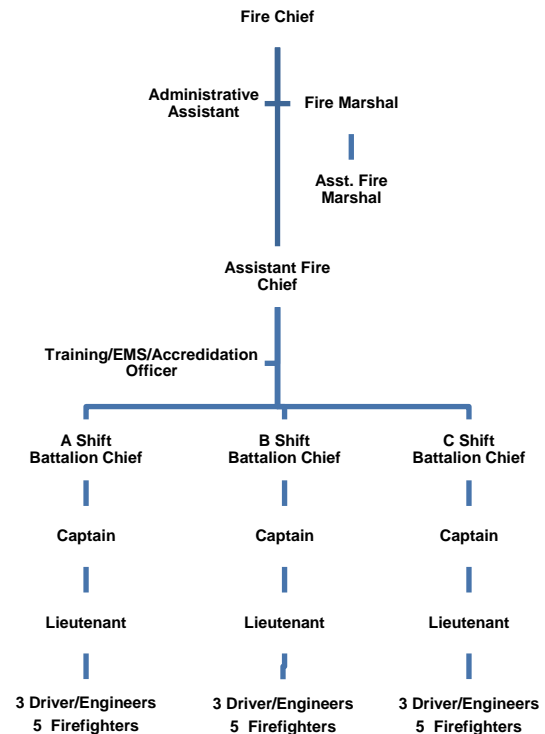 Fire Chief
Administrative
Assistant
Fire Marshal
Asst. Fire
Marshal
Assistant Fire
Chief
Training/EMS/Accredidation
Officer
A Shift
Battalion Chief
B Shift
Battalion Chief
C Shift
Battalion Chief
Captain
Captain
Captain
Lieutenant
Lieutenant
Lieutenant
3 Driver/Engineers
5 Firefighters
3 Driver/Engineers
5 Firefighters
3 Driver/Engineers
5 Firefighters